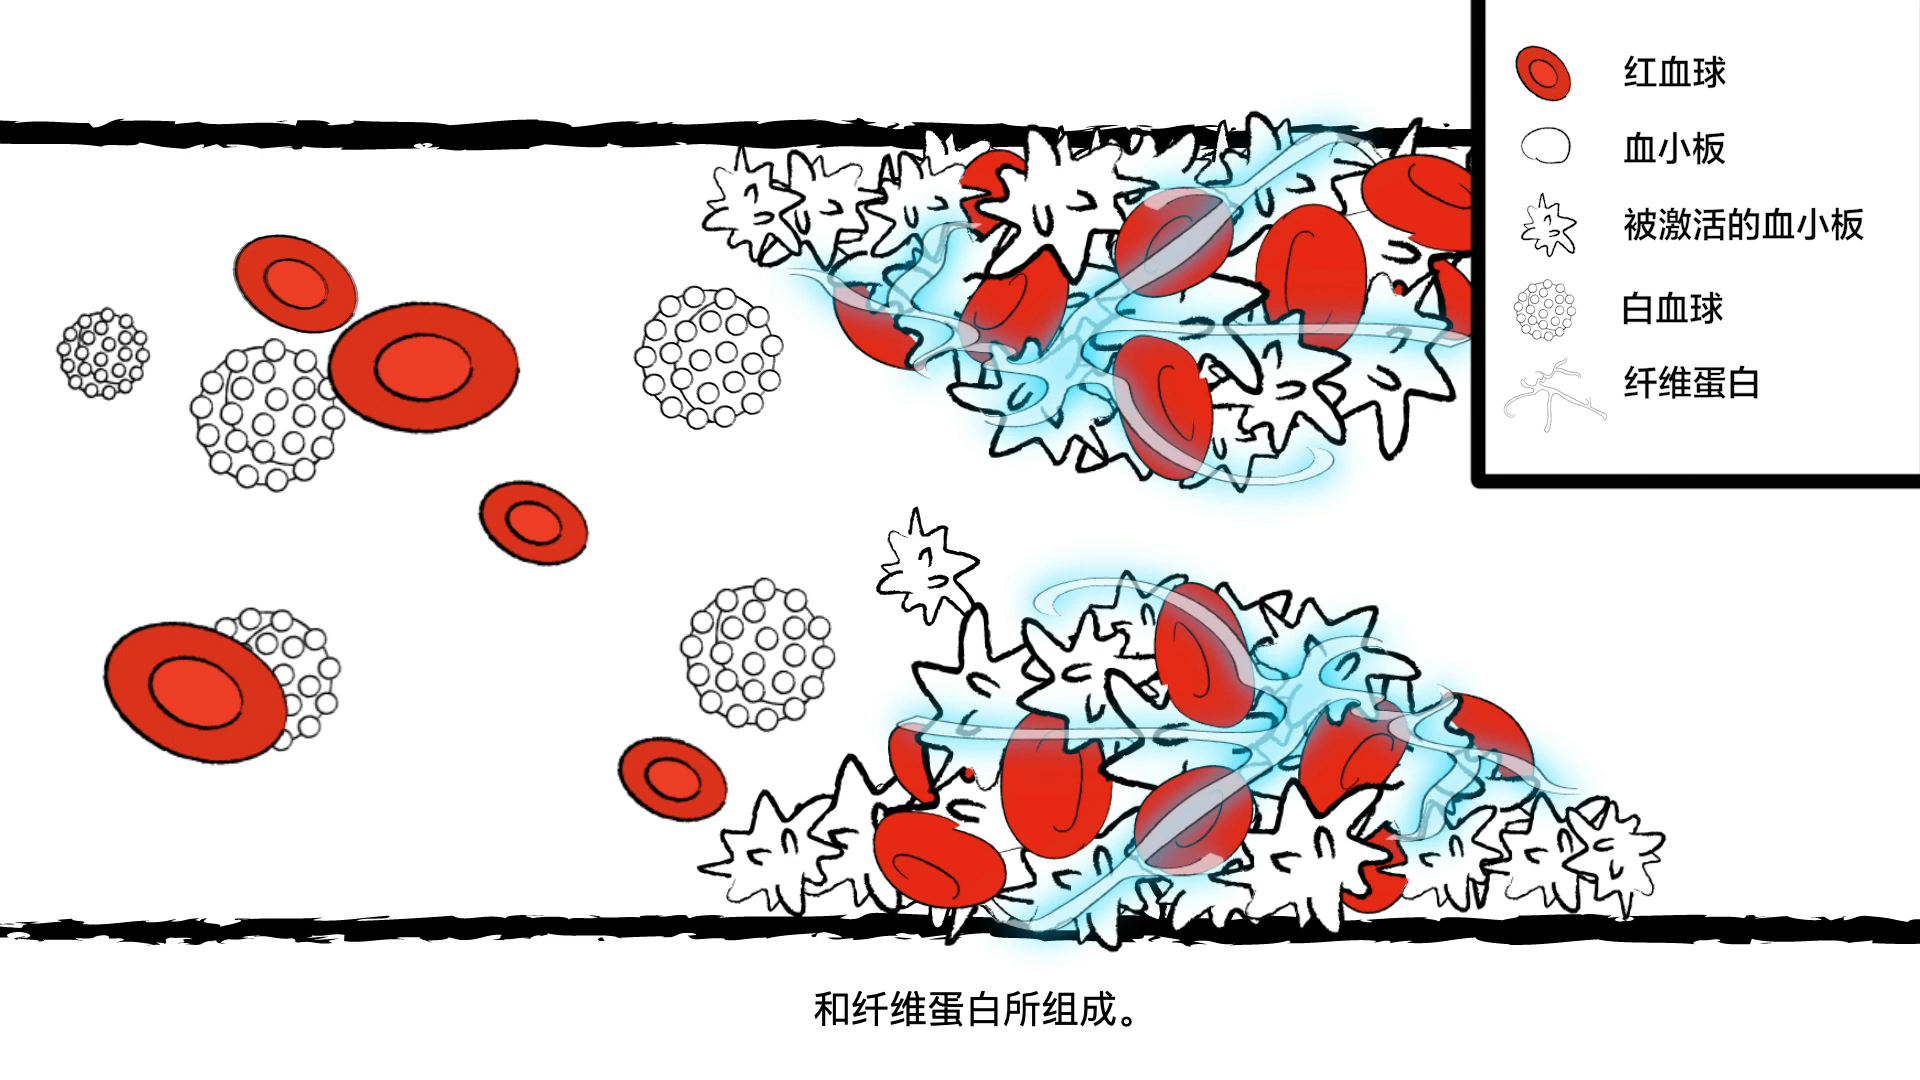 红血球
血小板
被激活的血小板
白血球
纤维蛋白
和纤维蛋白所组成。